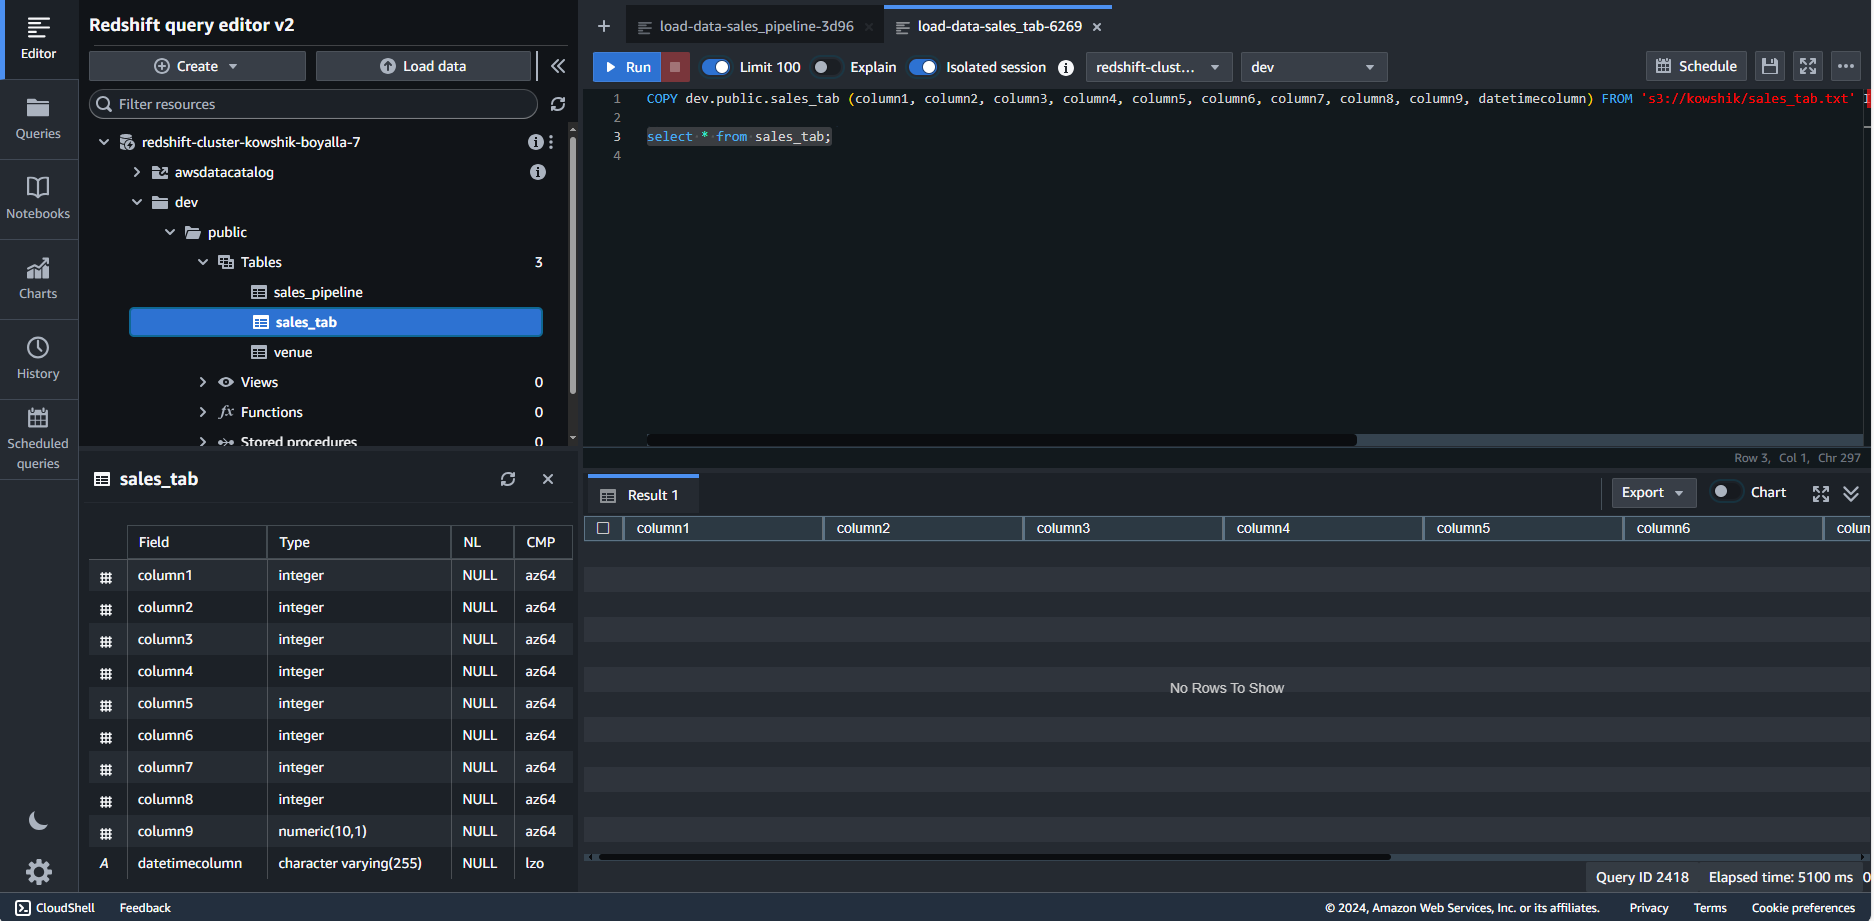 Editor
Queries
Notebooks
Charts
History
Scheduled
queries
Redshift query editor v2
Create
Load data
Filter resources
redshift-cluster-kowshik-boyalla-7
awsdatacatalog
dev
public
Tables 3
sales_pipeline
sales_tab
venue
Views 0
fx Functions 0
Stored procedures 0
sales_tab
Field Type NL CMP
column1 integer NULL az64
column2 integer NULL az64
column3 integer NULL az64
column4 integer NULL az64
column5 integer NULL az64
column6 integer NULL az64
column7 integer NULL az64
column8 integer NULL az64
column9 numeric(10,1) NULL az64
A datetimecolumn character varying(255) NULL lzo
load-data-sales_pipeline-3d96
load-data-sales_tab-6269
Run Limit 100 Explain Isolated session redshift-clust... dev Schedule
1 COPY dev.public.sales_tab (column1, column2, column3, column4, column5, column6, column7, column8, column9, datetimecolumn) FROM 's3://kowshik/sales_tab.txt'
2
3 select * from sales_tab;
4
Row 3, Col 1, Chr 297
Result 1 Export Chart
column1 column2 column3 column4 column5 column6 colum
No Rows To Show
Query ID 2418 Elapsed time: 5100 ms
CloudShell Feedback © 2024, Amazon Web Services, Inc. or its affiliates. Privacy Terms Cookie preferences